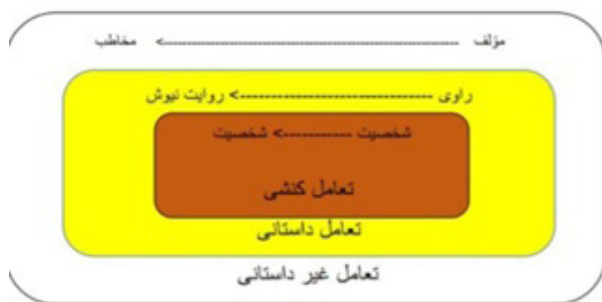 مؤلف ---------------------------------------------------------< مخاطب
راوی ---------------------------------< روایت نیوش
شخصیت -----------< شخصیت
تعامل کنشی
تعامل داستانی
تعامل غیر داستانی